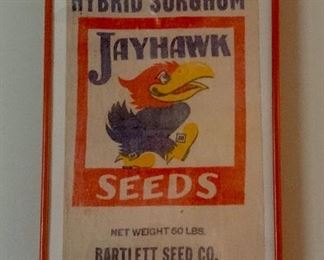 HYBRID SORGHUM
JAYHAWK
SEEDS
NET WEIGHT 50 LBS.
BARTLETT SEED CO.